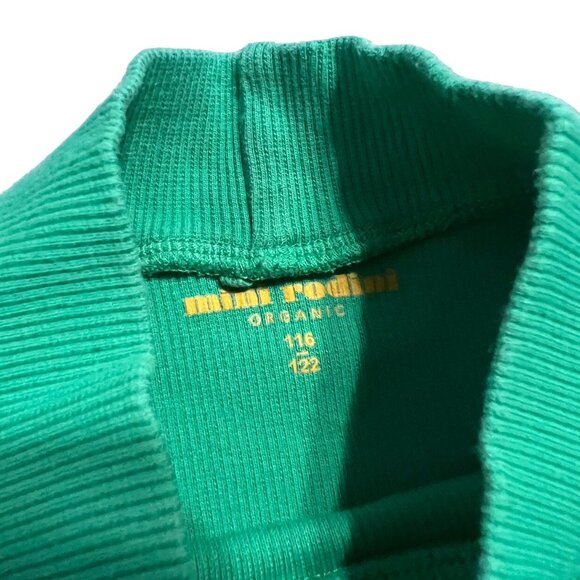 mini rodini
ORGANIC
116
122